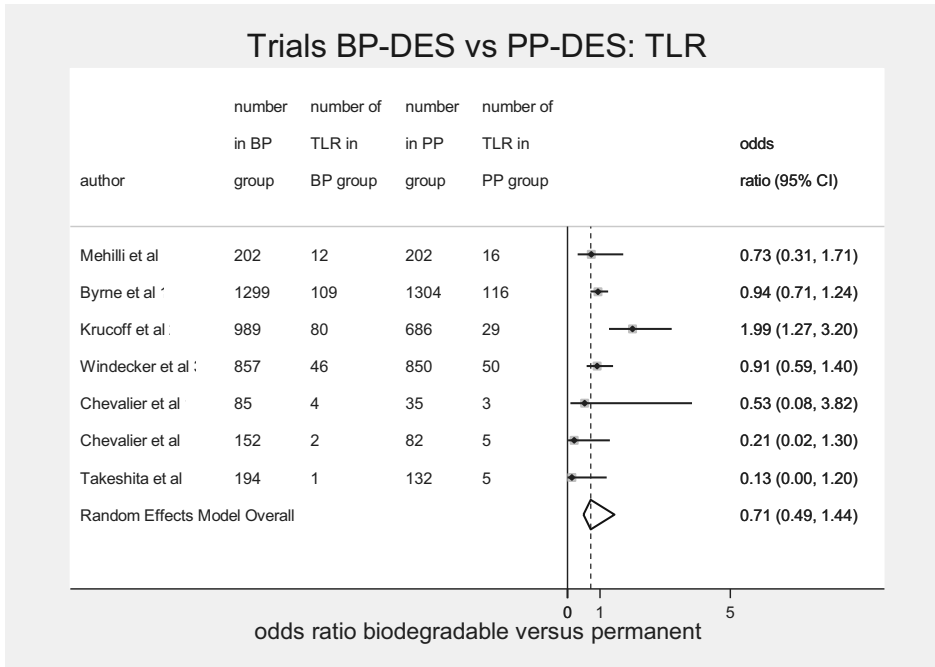 Trials BP-DES vs PP-DES: TLR
number number of number number of
in BP TLR in in PP TLR in odds
author group BP group group PP group ratio (95% CI)
Mehilli et al 202 12 202 16 0.73 (0.31, 1.71)
Byrne et al 1299 109 1304 116 0.94 (0.71, 1.24)
Krucoff et al 989 80 686 29 1.99 (1.27, 3.20)
Windecker et al 857 46 850 50 0.91 (0.59, 1.40)
Chevalier et al 85 4 35 3 0.53 (0.08, 3.82)
Chevalier et al 152 2 82 5 0.21 (0.02, 1.30)
Takeshita et al 194 1 132 5 0.13 (0.00, 1.20)
Random Effects Model Overall 0.71 (0.49, 1.44)
0 1 5
odds ratio biodegradable versus permanent